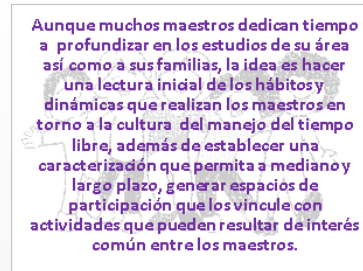 Aunque muchos maestros dedican tiempo
a profundizar en los estudios de su área
así como a sus familias, la idea es hacer
una lectura inicial de los hábitos y
dinámicas que realizan los maestros en
torno a la cultura del manejo del tiempo
libre, además de establecer una
caracterización que permita a mediano y
largo plazo, generar espacios de
participación que los vincule con
actividades que pueden resultar de interés
común entre los maestros.